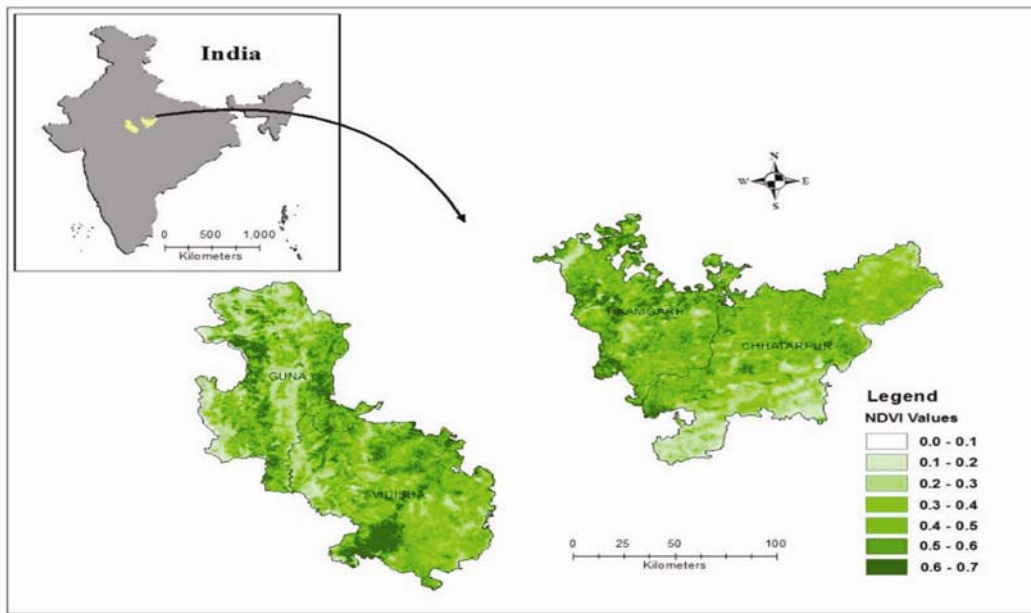 India
0 500 1,000
Kilometers
N
W E
S
TIKAMGARH
CHHATARPUR
GUNA
VIDISHA
Legend
NDVI Values
0.0 - 0.1
0.1 - 0.2
0.2 - 0.3
0.3 - 0.4
0.4 - 0.5
0.5 - 0.6
0.6 - 0.7
0 25 50 100
Kilometers